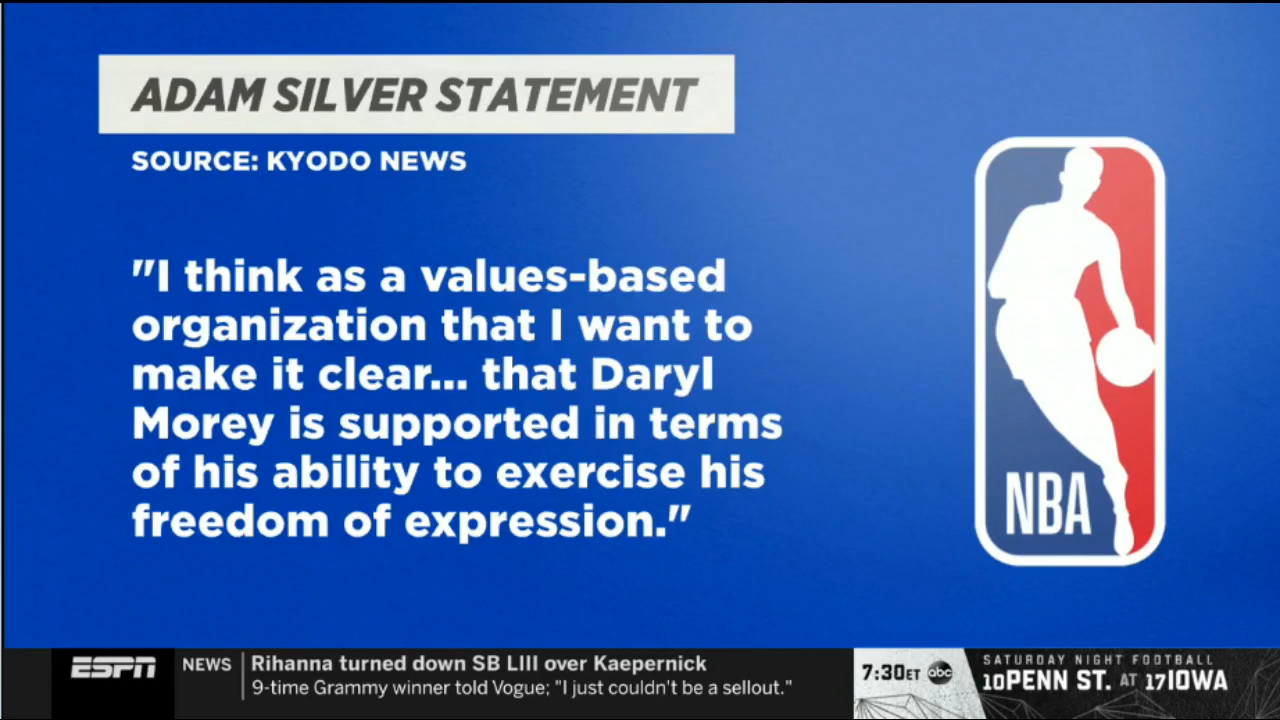 ADAM SILVER STATEMENT
SOURCE: KYODO NEWS
"I think as a values-based
organization that I want to
make it clear... that Daryl
Morey is supported in terms
of his ability to exercise his
freedom of expression."
NBA
ESPN
NEWS
Rihanna turned down SB LIII over Kaepernick
9-time Grammy winner told Vogue; "I just couldn't be a sellout."
7:30ET abc
SATURDAY NIGHT FOOTBALL
10PENN ST. AT 17IOWA